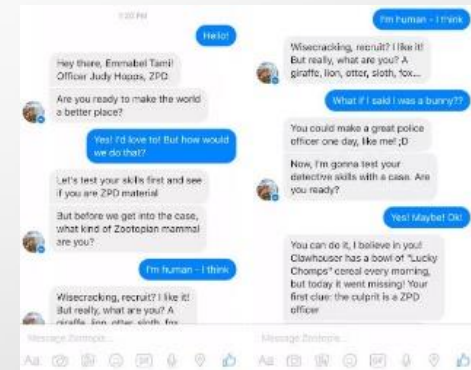 7:20 PM
Hello!
Hey there, Emmabel Tami!
Officer Judy Hopps, ZPD
Are you ready to make the world
a better place?
Yes! I'd love to! But how would
we do that?
Let's test your skills first and see
if you are ZPD material
But before we get into the case,
what kind of Zootopian mammal
are you?
I'm human - I think
Wisecracking, recruit? I like it!
But really, what are you? A
giraffe, lion, otter, sloth, fox...
Message Zootopia...
Aa
GIF
I'm human - I think
Wisecracking, recruit? I like it!
But really, what are you? A
giraffe, lion, otter, sloth, fox...
What if I said I was a bunny??
You could make a great police
officer one day, like me! ;D
Now, I'm gonna test your
detective skills with a case. Are
you ready?
Yes! Maybe! Ok!
You can do it, I believe in you!
Clawhauser has a bowl of "Lucky
Chomps" cereal every morning,
but today it went missing! Your
first clue: the culprit is a ZPD
officer
Message Zootopia...
Aa
GIF